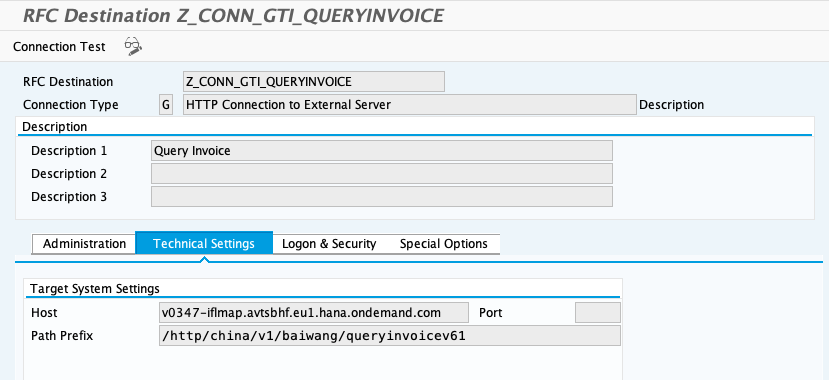 RFC Destination Z_CONN_GTI_QUERYINVOICE
Connection Test
RFC Destination Z_CONN_GTI_QUERYINVOICE
Connection Type G HTTP Connection to External Server Description
Description
Description 1 Query Invoice
Description 2
Description 3
Administration Technical Settings Logon & Security Special Options
Target System Settings
Host v0347-iflmap.avtsbhf.eu1.hana.ondemand.com Port
Path Prefix /http/china/v1/baiwang/queryinvoicev61